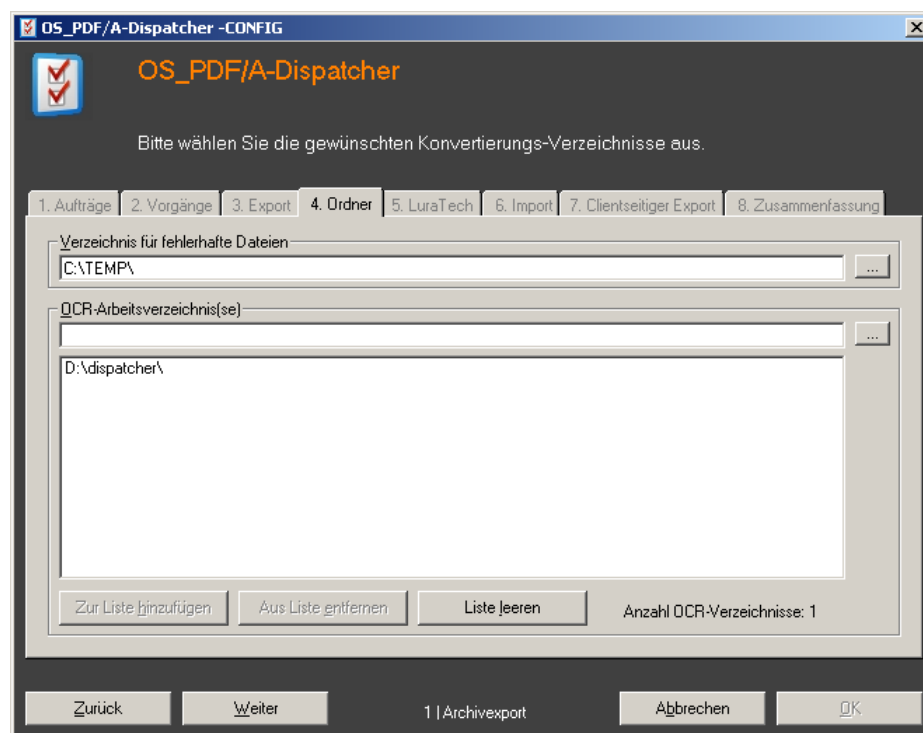 OS_PDF/A-Dispatcher -CONFIG
OS_PDF/A-Dispatcher
Bitte wählen Sie die gewünschten Konvertierungs-Verzeichnisse aus.
1. Aufträge 2. Vorgänge 3. Export 4. Ordner 5. LuraTech 6. Import 7. Clientseitiger Export 8. Zusammenfassung
Verzeichnis für fehlerhafte Dateien
C:\TEMP\
...
OCR-Arbeitsverzeichnis(se)
...
D:\dispatcher\
Zur Liste hinzufügen Aus Liste entfernen Liste leeren Anzahl OCR-Verzeichnisse: 1
Zurück Weiter 1 | Archivexport Abbrechen OK